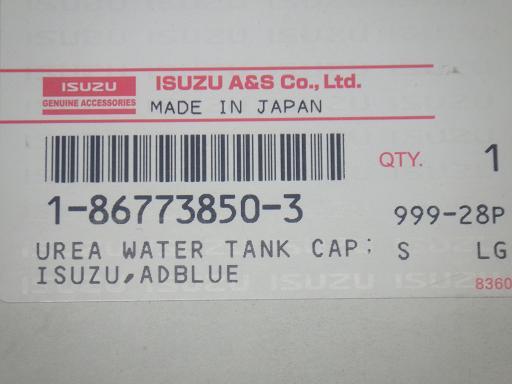 ISUZU
GENUINE ACCESSORIES
ISUZU A&S Co., Ltd.
MADE IN JAPAN
QTY. 1
1-86773850-3
999-28P
UREA WATER TANK CAP; S LG
ISUZU,ADBLUE
8360